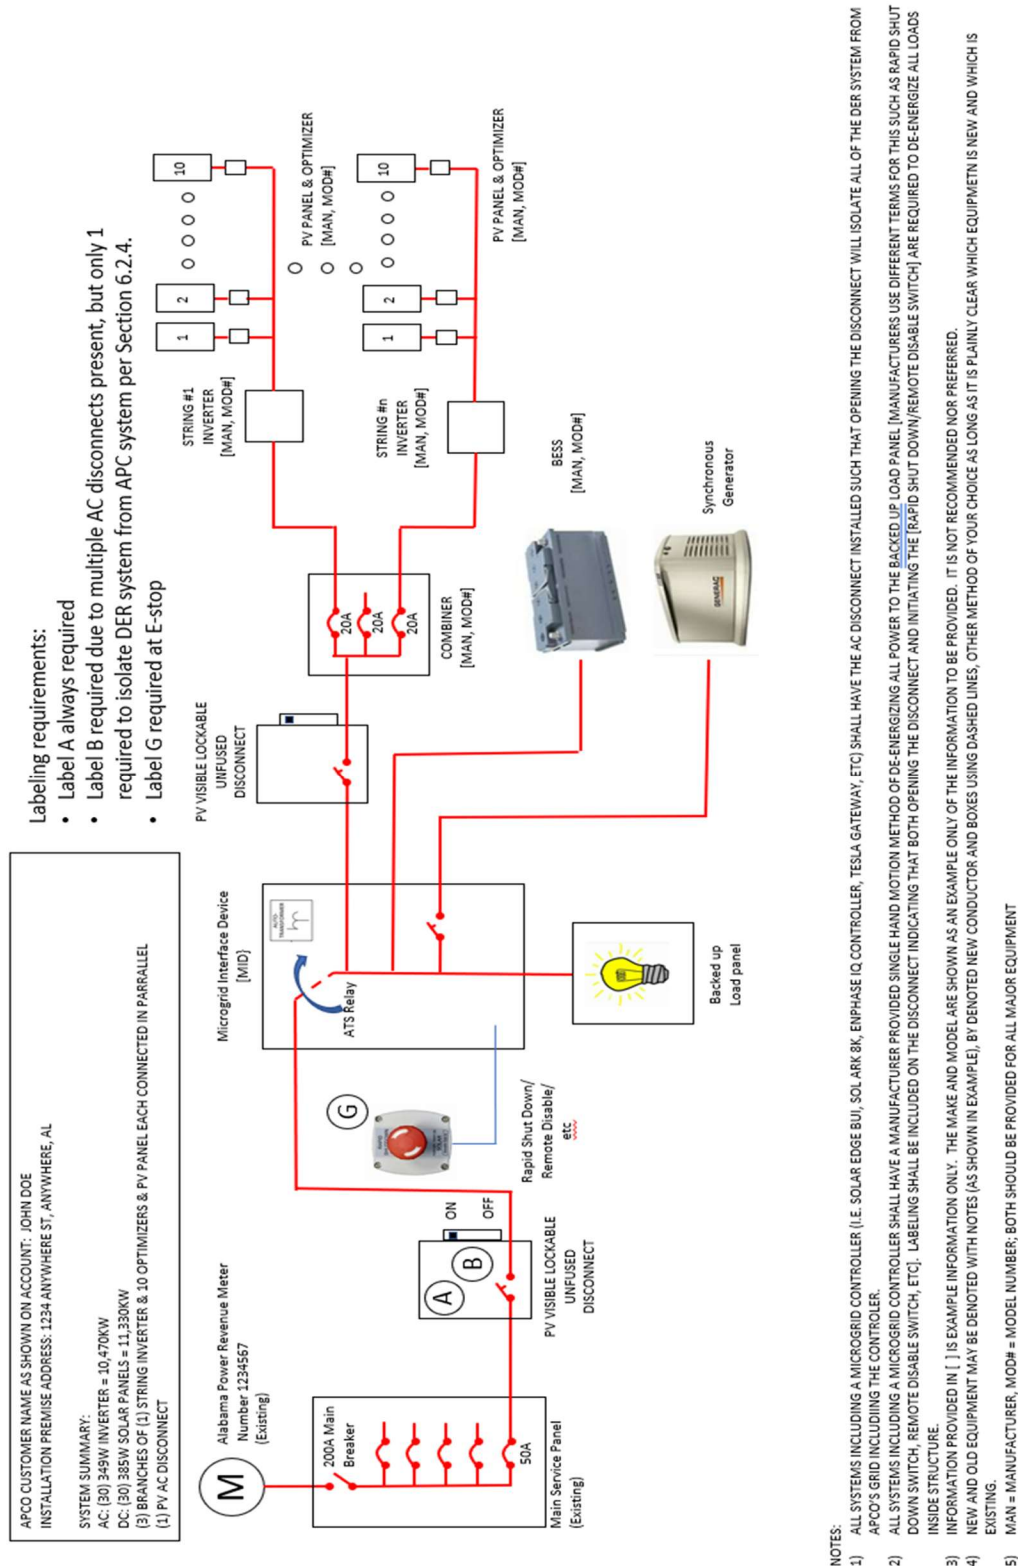 APCO CUSTOMER NAME AS SHOWN ON ACCOUNT: JOHN DOE
INSTALLATION PREMISE ADDRESS: 1234 ANYWHERE ST, ANYWHERE, AL
SYSTEM SUMMARY:
AC: (30) 349W INVERTER = 10,470KW
DC: (30) 385W SOLAR PANELS = 11,330KW
(3) BRANCHES OF (1) STRING INVERTER & 10 OPTIMIZERS & PV PANEL EACH CONNECTED IN PARRALLEL
(1) PV AC DISCONNECT
Labeling requirements:
• Label A always required
• Label B required due to multiple AC disconnects present, but only 1
required to isolate DER system from APC system per Section 6.2.4.
• Label G required at E-stop
M
Alabama Power Revenue Meter
Number 1234567
(Existing)
200A Main
Breaker
50A
Main Service Panel
(Existing)
A
B
ON
OFF
PV VISIBLE LOCKABLE
UNFUSED
DISCONNECT
G
Rapid Shut Down/
Remote Disable/
etc
Microgrid Interface Device
[MID}
AUTO
TRANSFORMER
ATS Relay
Backed up
Load panel
PV VISIBLE LOCKABLE
UNFUSED
DISCONNECT
20A
20A
20A
COMBINER
[MAN, MOD#]
STRING #1
INVERTER
[MAN, MOD#]
1
2
10
PV PANEL & OPTIMIZER
[MAN, MOD#]
STRING #n
INVERTER
[MAN, MOD#]
1
2
10
PV PANEL & OPTIMIZER
[MAN, MOD#]
BESS
[MAN, MOD#]
GENERAC
Synchronous
Generator
NOTES:
1) ALL SYSTEMS INCLUDING A MICROGRID CONTROLLER (I.E. SOLAR EDGE BUI, SOL ARK 8K, ENPHASE IQ CONTROLLER, TESLA GATEWAY, ETC) SHALL HAVE THE AC DISCONNECT INSTALLED SUCH THAT OPENING THE DISCONNECT WILL ISOLATE ALL OF THE DER SYSTEM FROM
APCO'S GRID INCLUDIING THE CONTROLER.
2) ALL SYSTEMS INCLUDING A MICROGRID CONTROLLER SHALL HAVE A MANUFACTURER PROVIDED SINGLE HAND MOTION METHOD OF DE-ENERGIZING ALL POWER TO THE BACKED UP LOAD PANEL [MANUFACTURERS USE DIFFERENT TERMS FOR THIS SUCH AS RAPID SHUT
DOWN SWITCH, REMOTE DISABLE SWITCH, ETC]. LABELING SHALL BE INCLUDED ON THE DISCONNECT INDICATING THAT BOTH OPENING THE DISCONNECT AND INITIATING THE [RAPID SHUT DOWN/REMOTE DISABLE SWITCH] ARE REQUIRED TO DE-ENERGIZE ALL LOADS
INSIDE STRUCTURE.
3) INFORMATION PROVIDED IN [ ] IS EXAMPLE INFORMATION ONLY. THE MAKE AND MODEL ARE SHOWN AS AN EXAMPLE ONLY OF THE INFORMATION TO BE PROVIDED. IT IS NOT RECOMMENDED NOR PREFERRED.
4) NEW AND OLD EQUIPMENT MAY BE DENOTED WITH NOTES (AS SHOWN IN EXAMPLE), BY DENOTED NEW CONDUCTOR AND BOXES USING DASHED LINES, OTHER METHOD OF YOUR CHOICE AS LONG AS IT IS PLAINLY CLEAR WHICH EQUIPMETN IS NEW AND WHICH IS
EXISTING.
5) MAN = MANUFACTURER, MOD# = MODEL NUMBER; BOTH SHOULD BE PROVIDED FOR ALL MAJOR EQUIPMENT